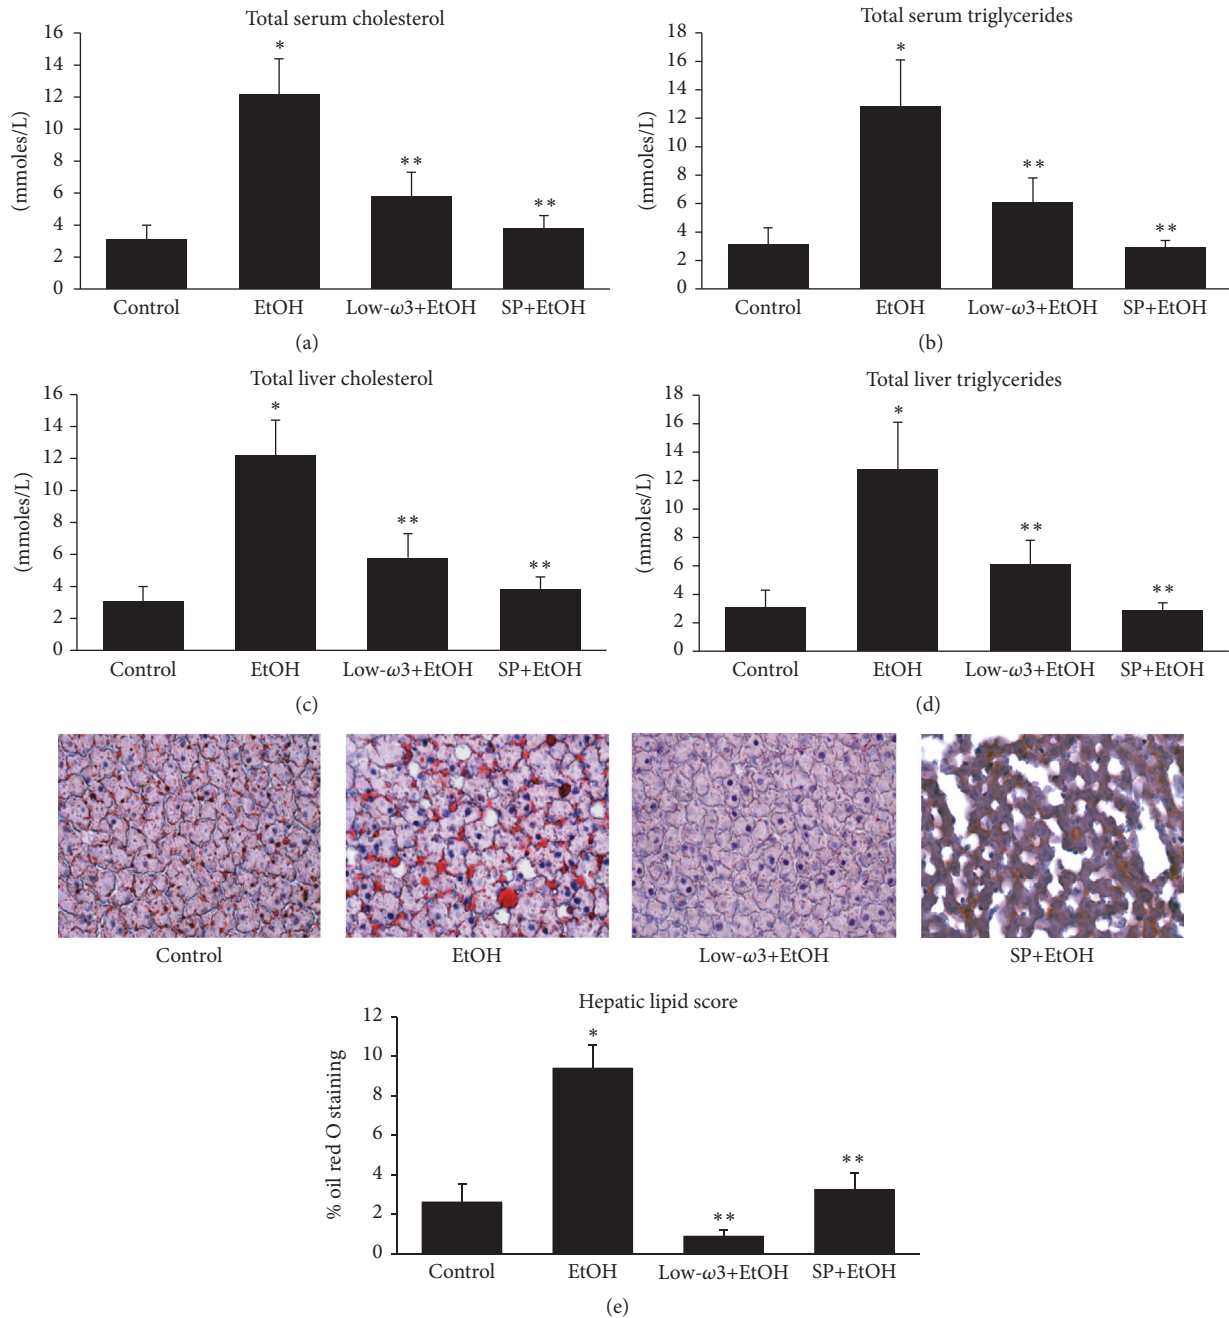 Total serum cholesterol
(mmoles/L)
16
14
12
10
8
6
4
2
0
*
**
**
Control EtOH Low-ω3+EtOH SP+EtOH
(a)
Total serum triglycerides
(mmoles/L)
18
16
14
12
10
8
6
4
2
0
*
**
**
Control EtOH Low-ω3+EtOH SP+EtOH
(b)
Total liver cholesterol
(mmoles/L)
16
14
12
10
8
6
4
2
0
*
**
**
Control EtOH Low-ω3+EtOH SP+EtOH
(c)
Total liver triglycerides
(mmoles/L)
18
16
14
12
10
8
6
4
2
0
*
**
**
Control EtOH Low-ω3+EtOH SP+EtOH
(d)
Control EtOH Low-ω3+EtOH SP+EtOH
Hepatic lipid score
% oil red O staining
12
10
8
6
4
2
0
*
**
**
Control EtOH Low-ω3+EtOH SP+EtOH
(e)